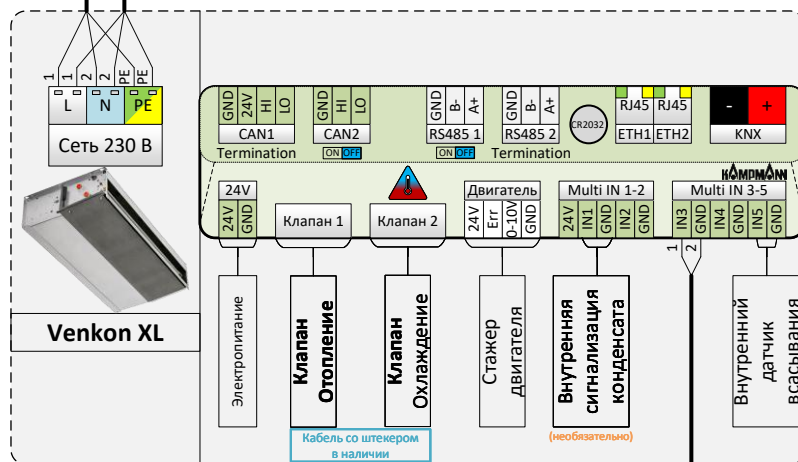 1 1 2 2 PE PE
L N PE
Сеть 230 В
Venkon XL
GND 24V HI LO
CAN1
GND HI LO
CAN2
GND B- A+
RS485 1
GND B- A+
RS485 2
CR2032
RJ45 RJ45
ETH1 ETH2
- +
KNX
Termination
ON OFF
ON OFF
Termination
KAMPMANN
24V
24V GND
Клапан 1
Клапан 2
Двигатель
24V Err 0-10V GND
Multi IN 1-2
24V IN1 GND IN2 GND
Multi IN 3-5
IN3 GND IN4 GND IN5 GND
1 2
Электропитание
Клапан
Отопление
Клапан
Охлаждение
Стажер
двигателя
Внутренняя
сигнализация
конденсата
Внутренний
датчик
всасывания
Кабель со штекером
в наличии
(необязательно)